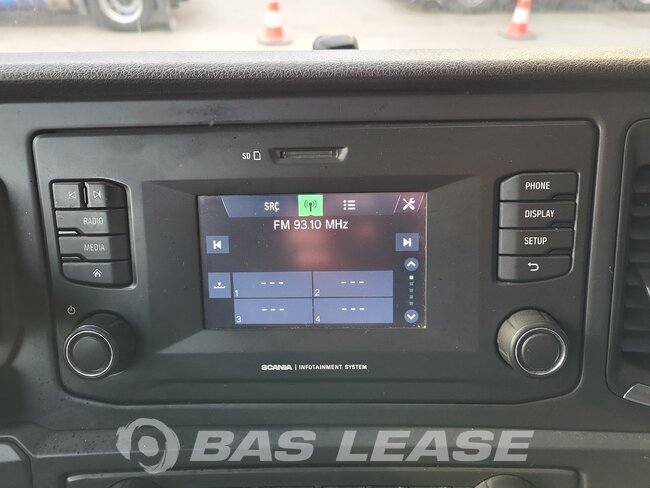 SD
SRC
FM 93.10 MHz
RADIO
MEDIA
PHONE
DISPLAY
SETUP
1 --- 2 ---
3 --- 4 ---
SCANIA | INFOTAINMENT SYSTEM
BAS LEASE